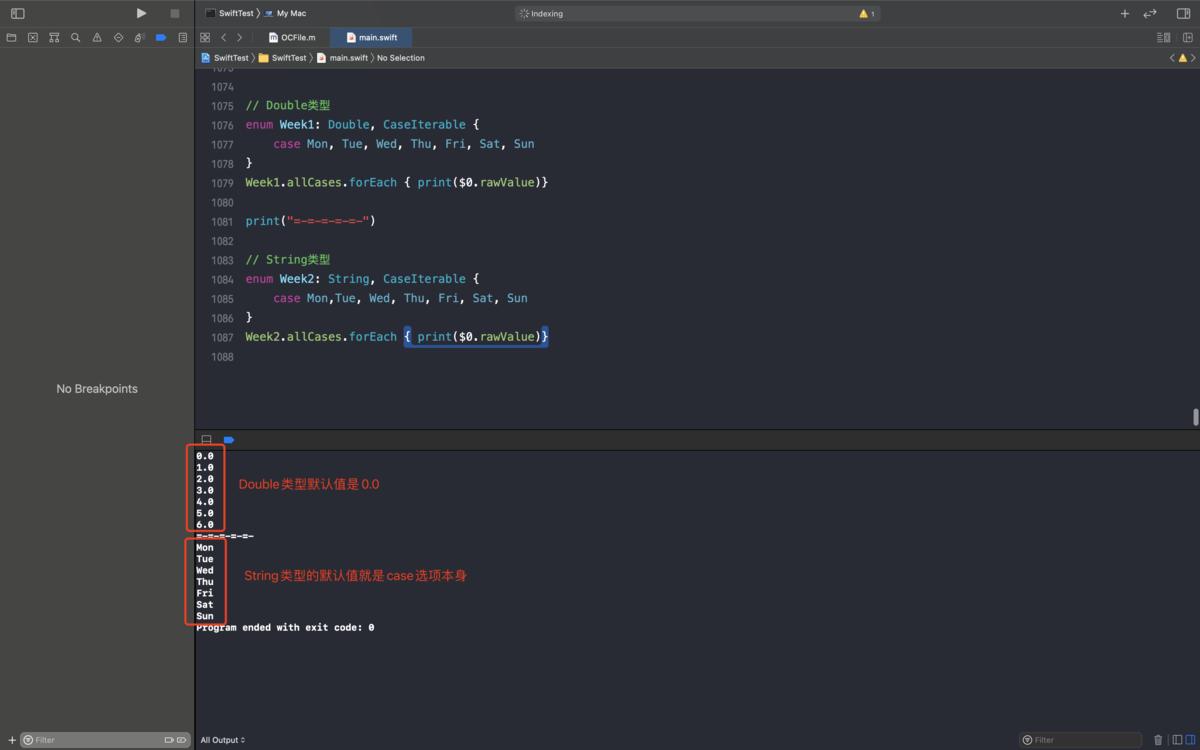 SwiftTest 〉 My Mac
Indexing
1
OCFile.m
main.swift
SwiftTest 〉 SwiftTest 〉 main.swift 〉 No Selection
1074
1075 // Double类型
1076 enum Week1: Double, CaseIterable {
1077 case Mon, Tue, Wed, Thu, Fri, Sat, Sun
1078 }
1079 Week1.allCases.forEach { print($0.rawValue)}
1080
1081 print("=-=-=-=-=-")
1082
1083 // String类型
1084 enum Week2: String, CaseIterable {
1085 case Mon,Tue, Wed, Thu, Fri, Sat, Sun
1086 }
1087 Week2.allCases.forEach { print($0.rawValue)}
1088
No Breakpoints
0.0
1.0
2.0
3.0
4.0
5.0
6.0
Double类型默认值是0.0
=-=-=-=-=-
Mon
Tue
Wed
Thu
Fri
Sat
Sun
String类型的默认值就是case选项本身
Program ended with exit code: 0
Filter
All Output
Filter